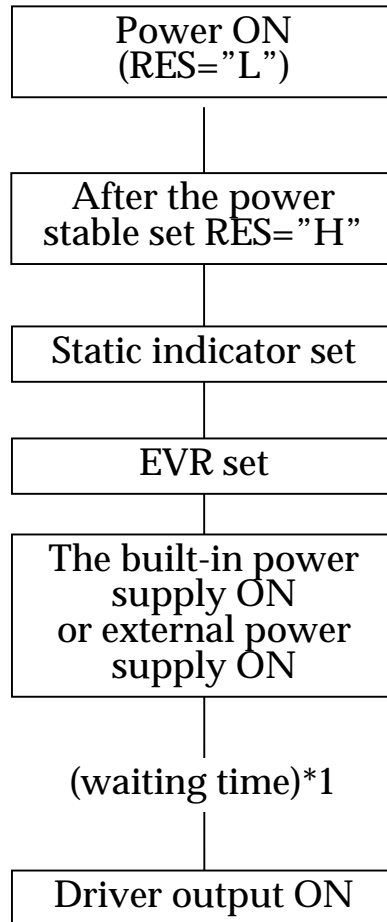 Power ON
(RES=”L”)
After the power
stable set RES=”H”
Static indicator set
EVR set
The built-in power
supply ON
or external power
supply ON
(waiting time)*1
Driver output ON